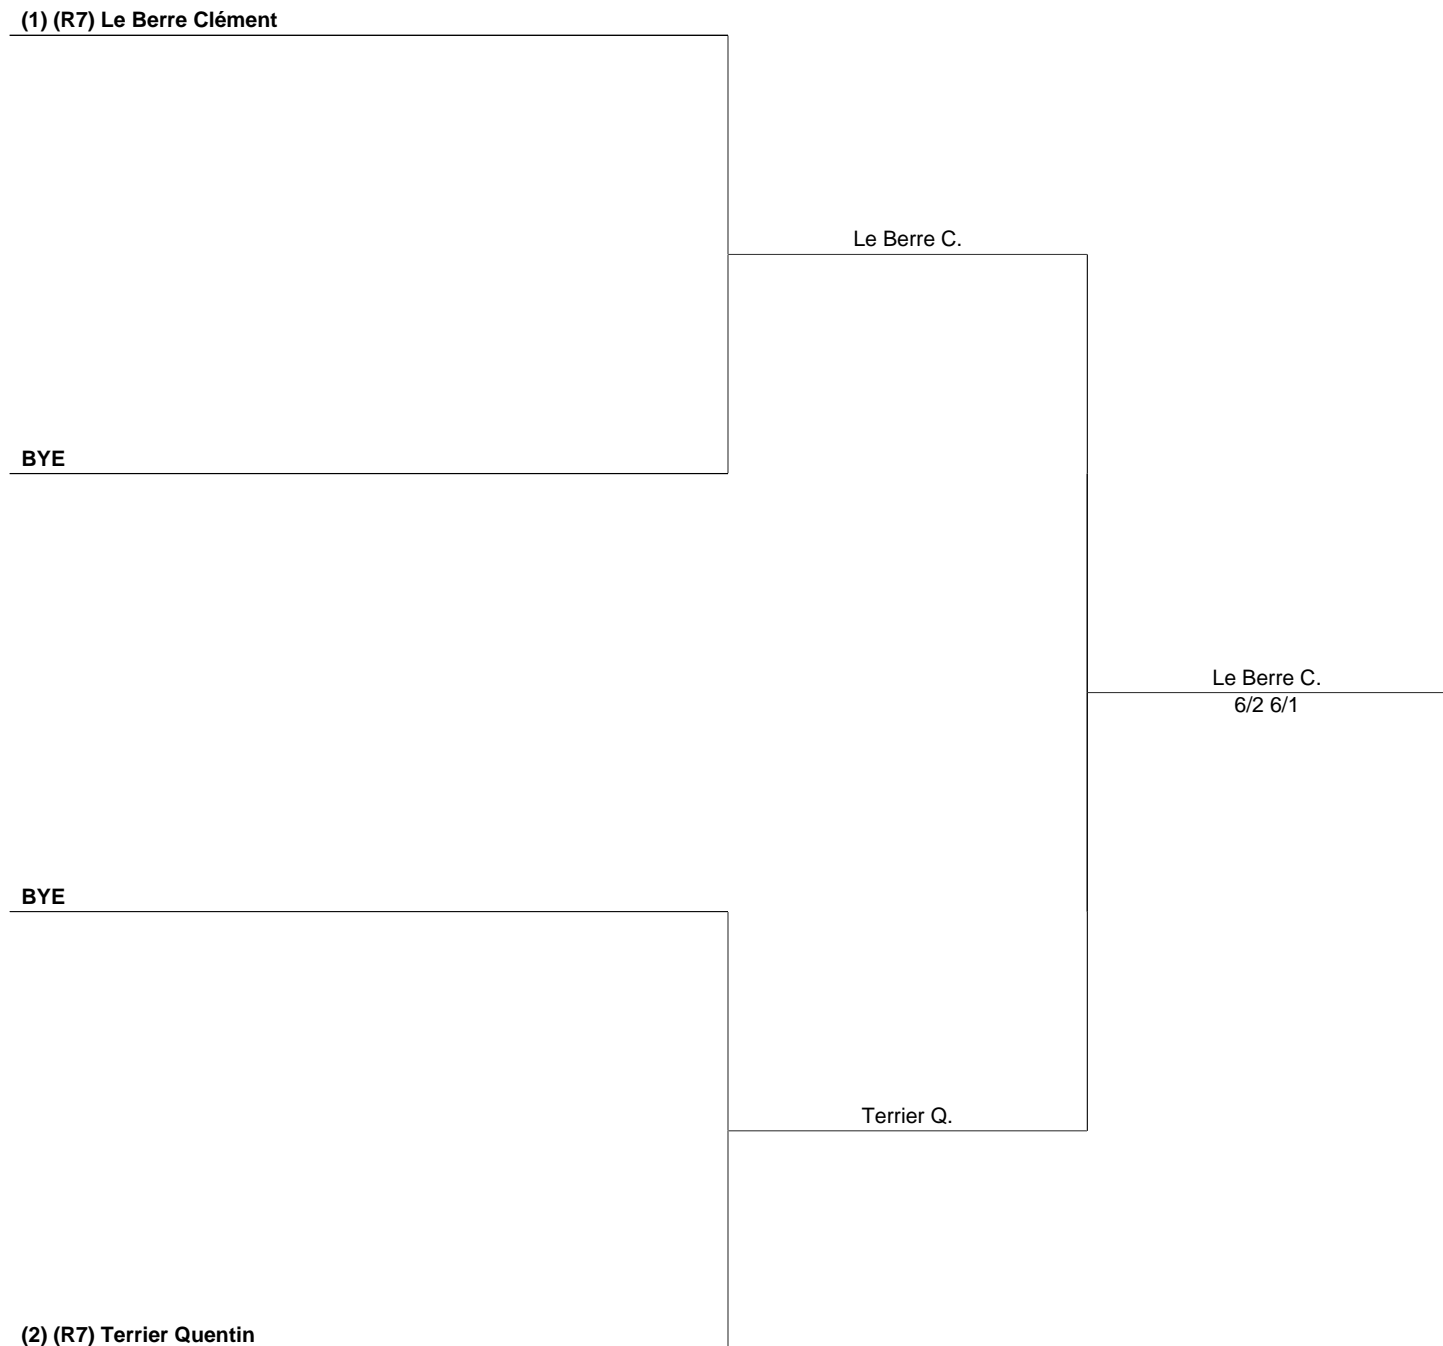 (1) (R7) Le Berre Clément
Le Berre C.
BYE
Le Berre C.
6/2 6/1
BYE
Terrier Q.
(2) (R7) Terrier Quentin